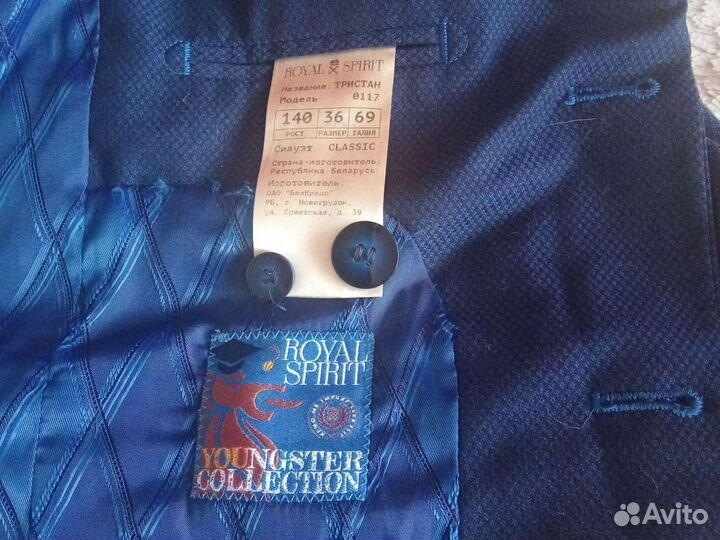 ROYAL SPIRIT
Название: ТРИСТАН
Модель 0117
140 36 69
РОСТ РАЗМЕР ТАЛИЯ
Силуэт CLASSIC
Страна-изготовитель:
Республика Беларусь
Изготовитель:
ОАО "БелКредо"
РБ, г. Новогрудок,
ул. Советская, д. 39
ROYAL
SPIRIT
YOUNGSTER
COLLECTION
Avito